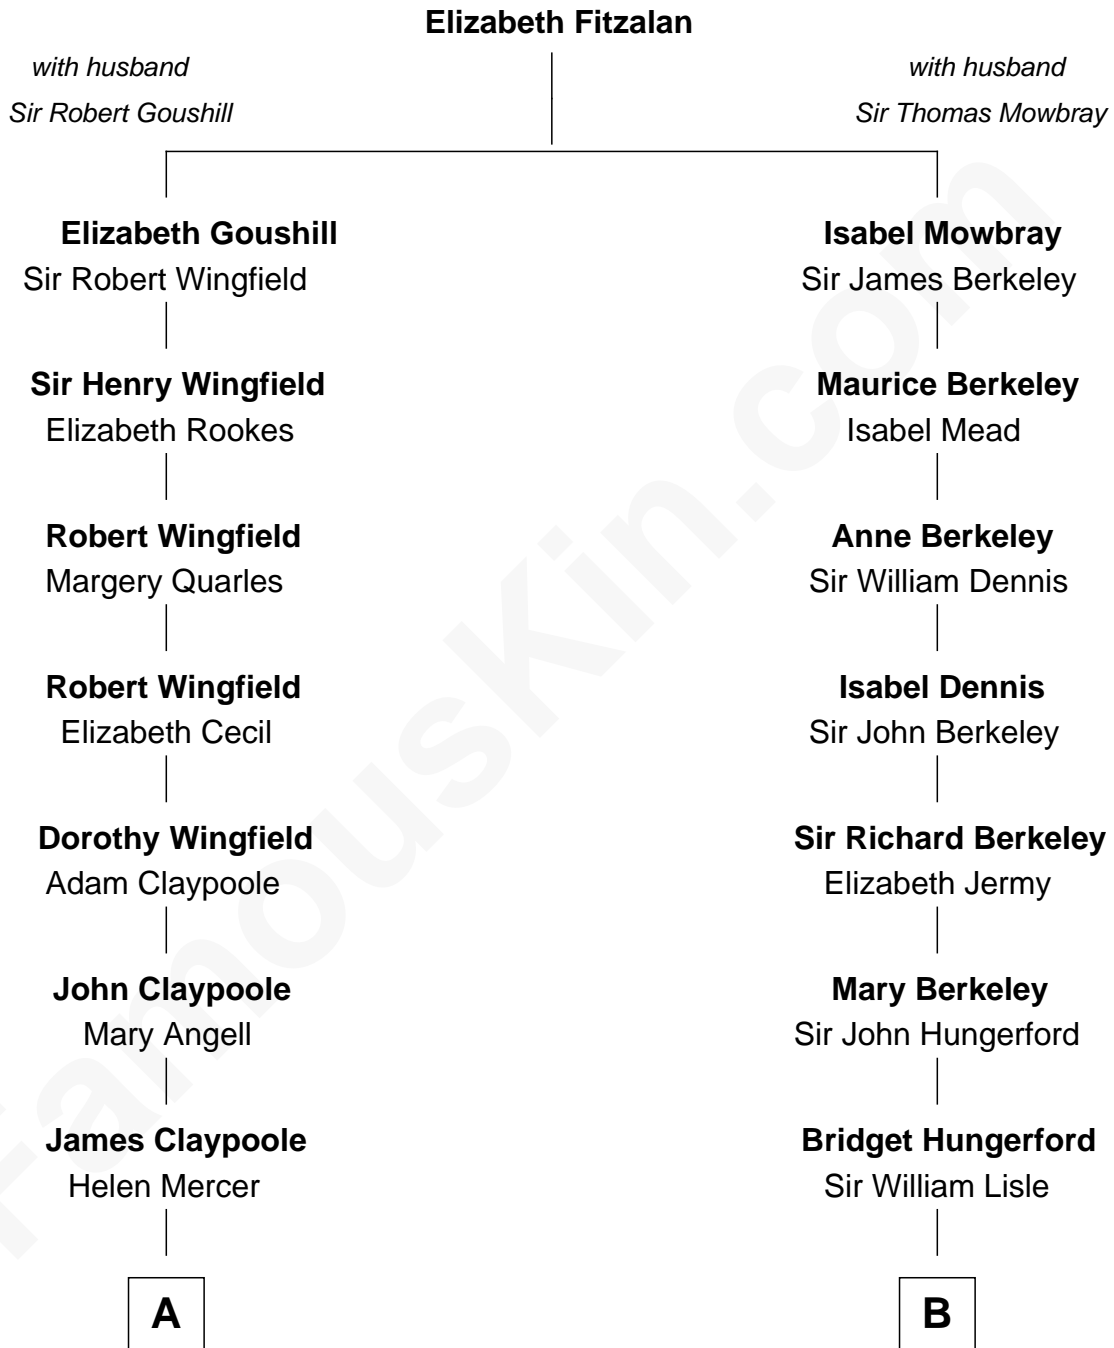 Elizabeth Fitzalan
with husband
Sir Robert Goushill
with husband
Sir Thomas Mowbray
Elizabeth Goushill
Sir Robert Wingfield
Isabel Mowbray
Sir James Berkeley
Sir Henry Wingfield
Elizabeth Rookes
Maurice Berkeley
Isabel Mead
Robert Wingfield
Margery Quarles
Anne Berkeley
Sir William Dennis
Robert Wingfield
Elizabeth Cecil
Isabel Dennis
Sir John Berkeley
Dorothy Wingfield
Adam Claypoole
Sir Richard Berkeley
Elizabeth Jermy
John Claypoole
Mary Angell
Mary Berkeley
Sir John Hungerford
James Claypoole
Helen Mercer
Bridget Hungerford
Sir William Lisle
A
B
FamousKin.com